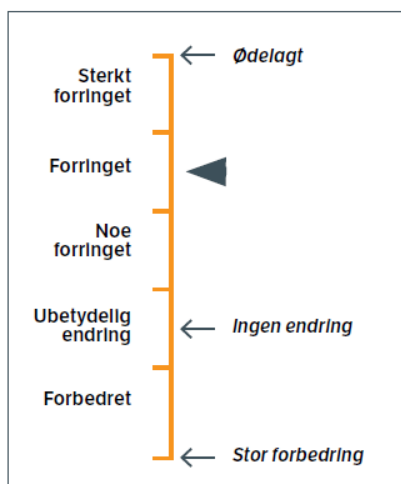 Ødelagt
Sterkt
forringet
Forringet
Noe
forringet
Ubetydelig
endring
Ingen endring
Forbedret
Stor forbedring